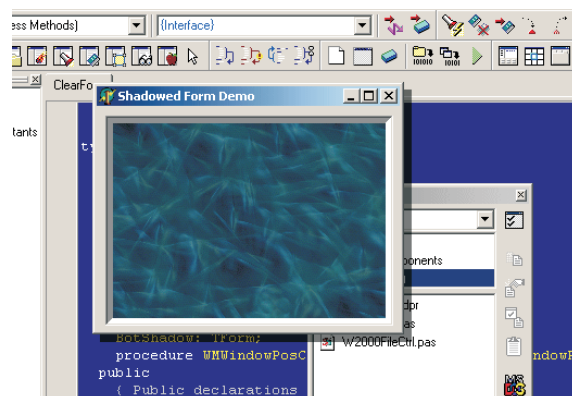 ess Methods)
{Interface}
ClearFo
Shadowed Form Demo
tants
ty
ponents
dpr
as
BotShadow: TForm;
W2000FileCtrl.pas
procedure WMWindowPosC
ndowP
public
{ Public declarations